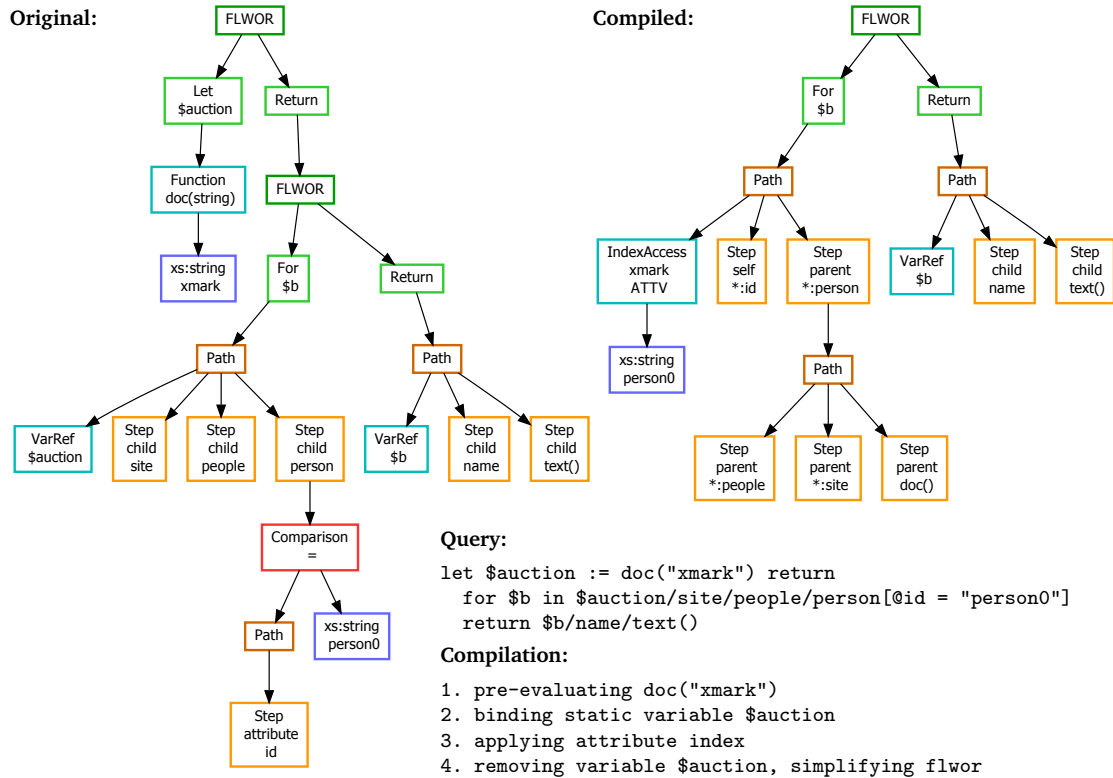 Original:
FLWOR
Let
$auction
Return
Function
doc(string)
FLWOR
xs:string
xmark
For
$b
Return
Path
Path
VarRef
$auction
Step
child
site
Step
child
people
Step
child
person
VarRef
$b
Step
child
name
Step
child
text()
Comparison
=
Path
xs:string
person0
Step
attribute
id
Compiled:
FLWOR
For
$b
Return
Path
Path
IndexAccess
xmark
ATTV
Step
self
*:id
Step
parent
*:person
VarRef
$b
Step
child
name
Step
child
text()
xs:string
person0
Path
Step
parent
*:people
Step
parent
*:site
Step
parent
doc()
Query:
let $auction := doc("xmark") return
  for $b in $auction/site/people/person[@id = "person0"]
  return $b/name/text()
Compilation:
1. pre-evaluating doc("xmark")
2. binding static variable $auction
3. applying attribute index
4. removing variable $auction, simplifying flwor